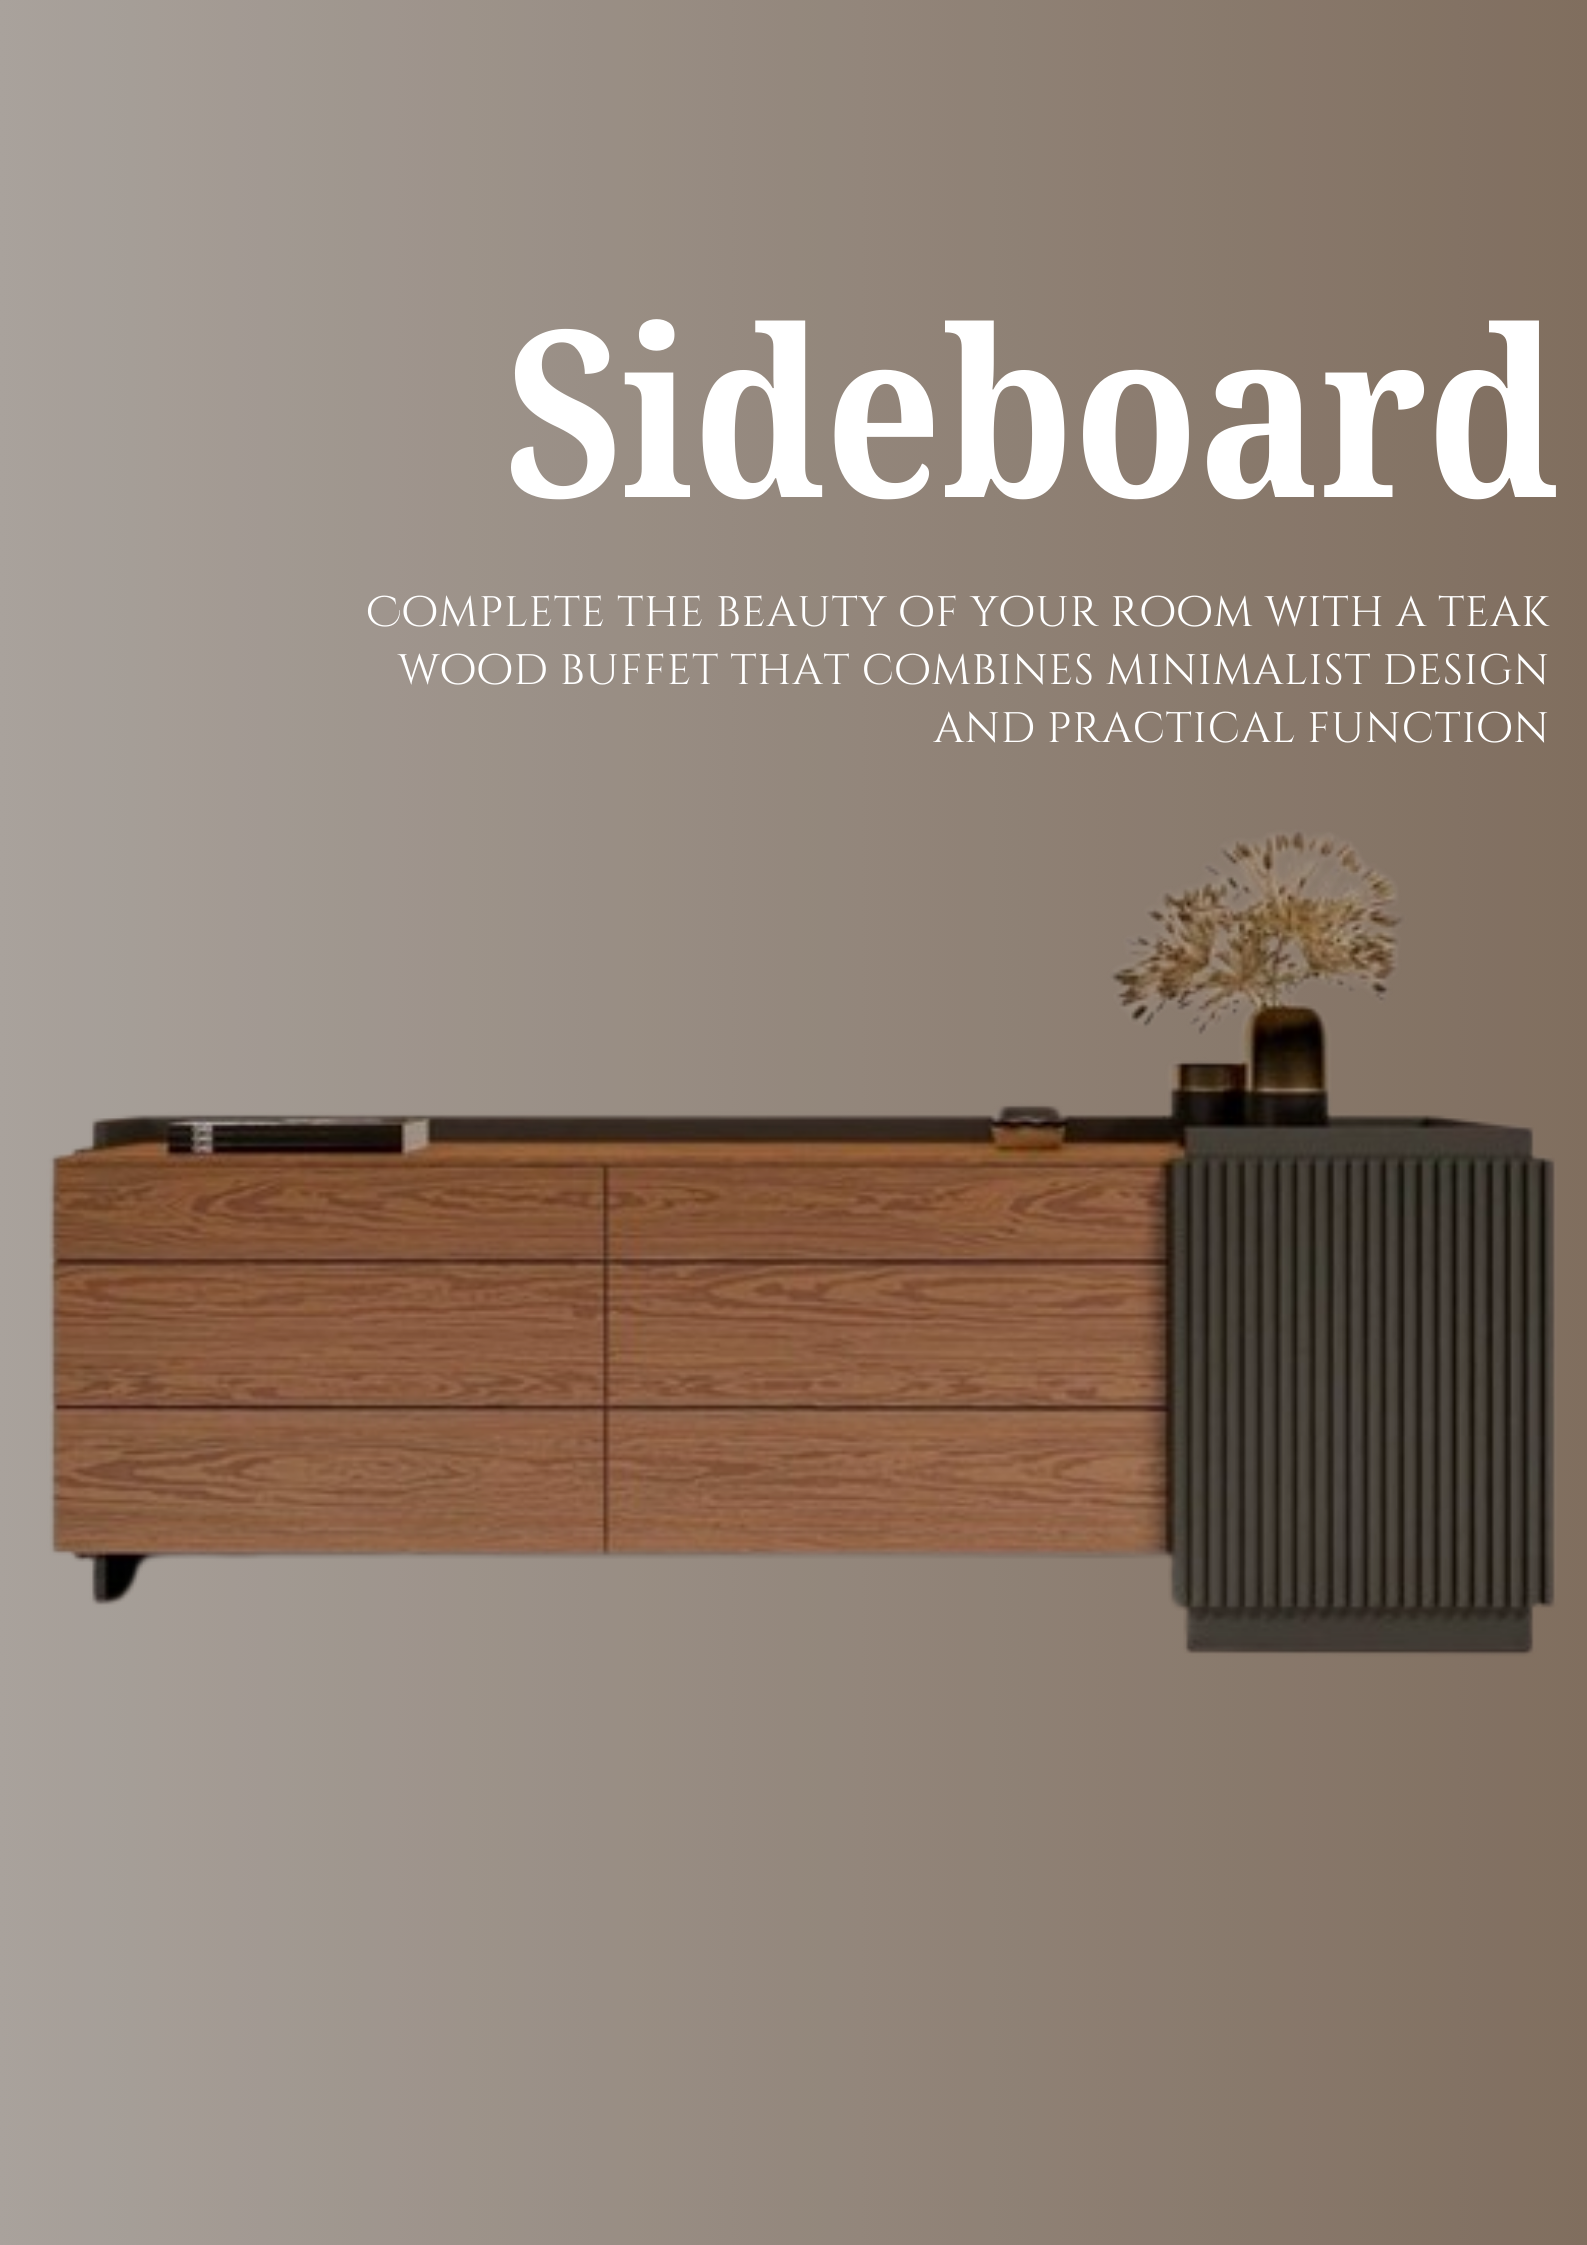 Sideboard
COMPLETE THE BEAUTY OF YOUR ROOM WITH A TEAK
WOOD BUFFET THAT COMBINES MINIMALIST DESIGN
AND PRACTICAL FUNCTION